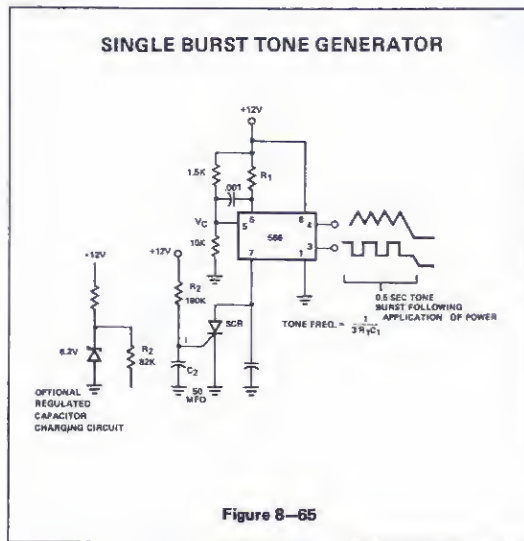 SINGLE BURST TONE GENERATOR
+12V
1.5K
R1
.001
VC
5
6
8
4
566
3
7
1
10K
+12V
R2
180K
SCR
I
C2
50
MFD
+12V
6.2V
R2
82K
OPTIONAL
REGULATED
CAPACITOR
CHARGING CIRCUIT
0.5 SEC TONE
BURST FOLLOWING
APPLICATION OF POWER
TONE FREQ. = 1
3 R1C1
Figure 8–65